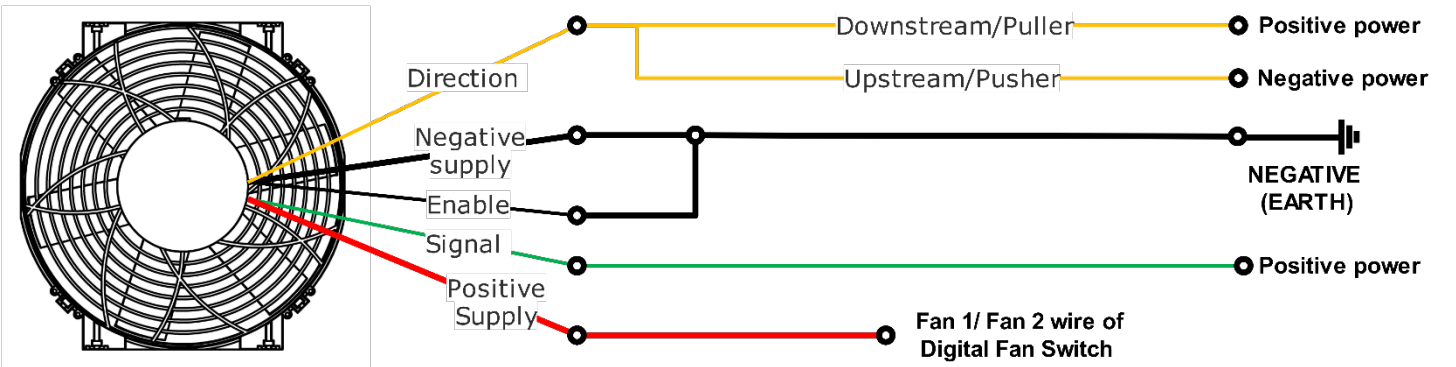 Downstream/Puller
Positive power
Direction
Upstream/Pusher
Negative power
Negative
supply
NEGATIVE
(EARTH)
Enable
Signal
Positive power
Positive
Supply
Fan 1/ Fan 2 wire of
Digital Fan Switch